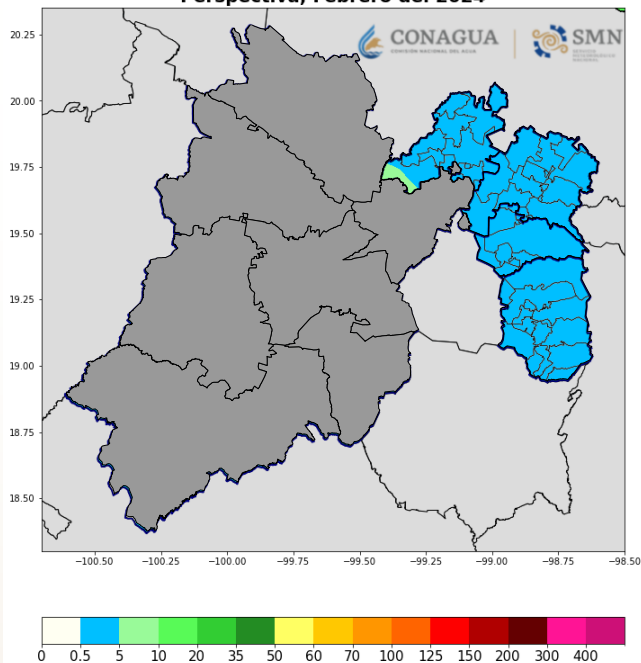 Perspectiva, Febrero del 2024
CONAGUA
COMISIÓN NACIONAL DEL AGUA
SMN
SERVICIO
METEOROLÓGICO
NACIONAL
20.25
20.00
19.75
19.50
19.25
19.00
18.75
18.50
−100.50 −100.25 −100.00 −99.75 −99.50 −99.25 −99.00 −98.75 −98.50
0 0.5 5 10 20 35 50 60 70 100 125 150 200 300 400